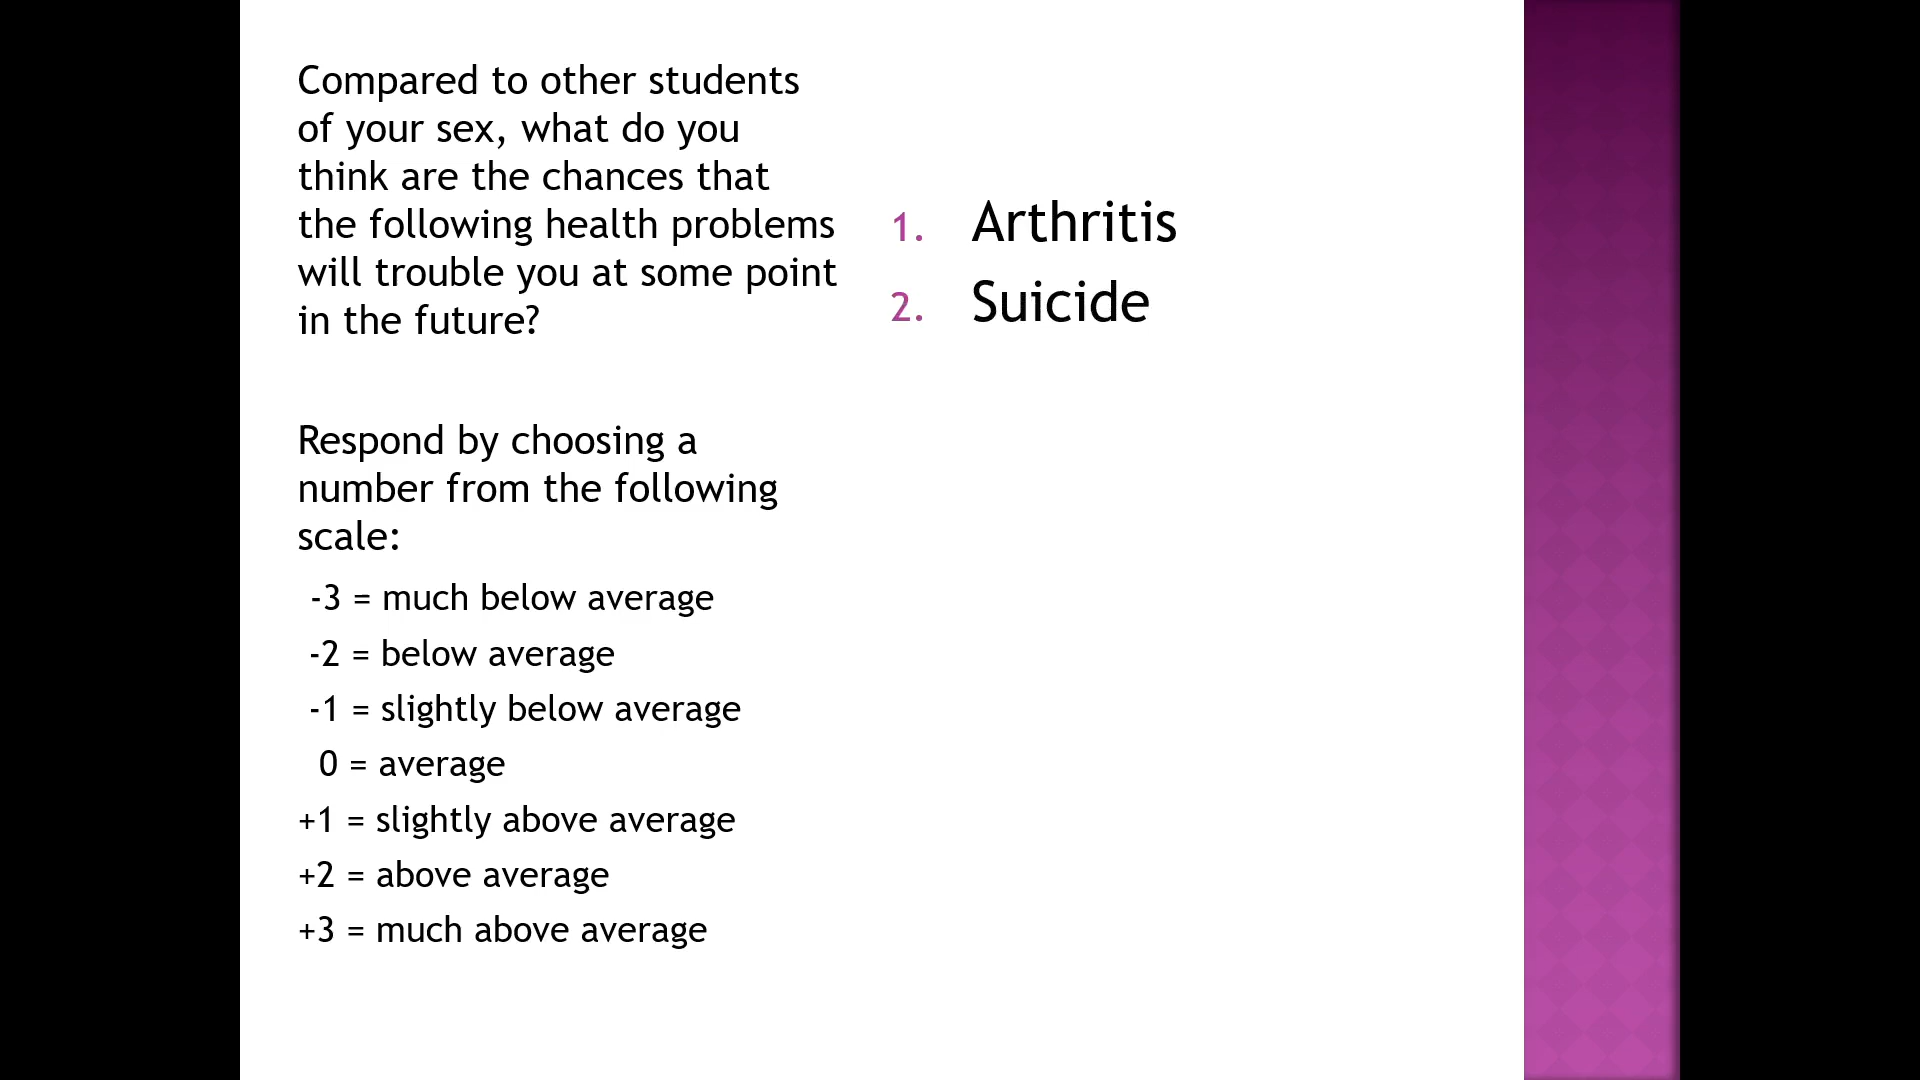 Compared to other students
of your sex, what do you
think are the chances that
the following health problems
will trouble you at some point
in the future?
Respond by choosing a
number from the following
scale:
-3 = much below average
-2 = below average
-1 = slightly below average
0 = average
+1 = slightly above average
+2 = above average
+3 = much above average
1. Arthritis
2. Suicide